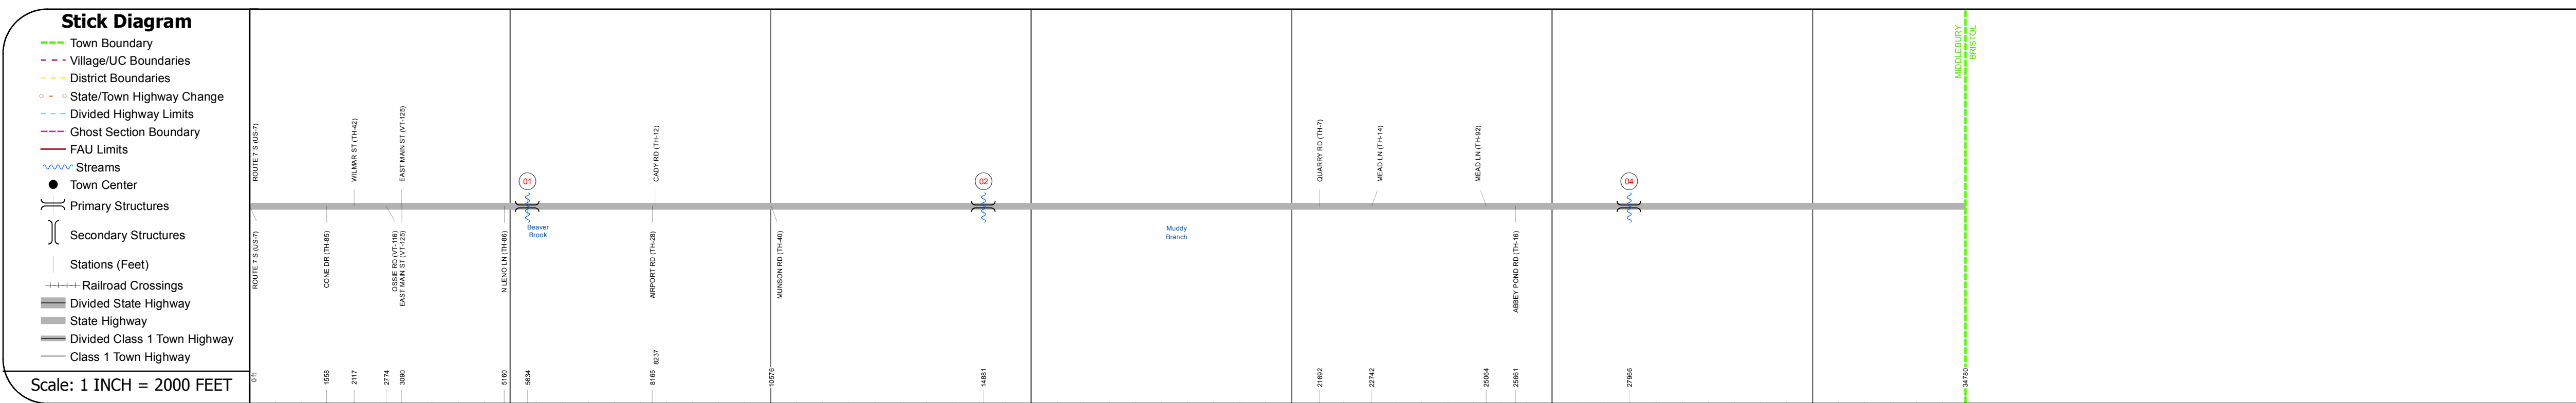 Stick Diagram
Town Boundary
Village/UC Boundaries
District Boundaries
State/Town Highway Change
Divided Highway Limits
Ghost Section Boundary
FAU Limits
Streams
Town Center
Primary Structures
Secondary Structures
Stations (Feet)
Railroad Crossings
Divided State Highway
State Highway
Divided Class 1 Town Highway
Class 1 Town Highway
Scale: 1 INCH = 2000 FEET
ROUTE 7 S (US-7)
WILMAR ST (TH-42)
EAST MAIN ST (VT-125)
CADY RD (TH-12)
QUARRY RD (TH-7)
MEAD LN (TH-14)
MEAD LN (TH-92)
MIDDLEBURY
BRISTOL
01
02
04
Beaver
Brook
Muddy
Branch
ROUTE 7 S (US-7)
CONE DR (TH-85)
OSSIE RD (VT-116)
EAST MAIN ST (VT-125)
N LENO LN (TH-86)
AIRPORT RD (TH-28)
MUNSON RD (TH-40)
ABBEY POND RD (TH-16)
0 ft
1558
2117
2774
3090
5160
5634
8165
8237
10576
14881
21692
22742
25064
25661
27966
34780